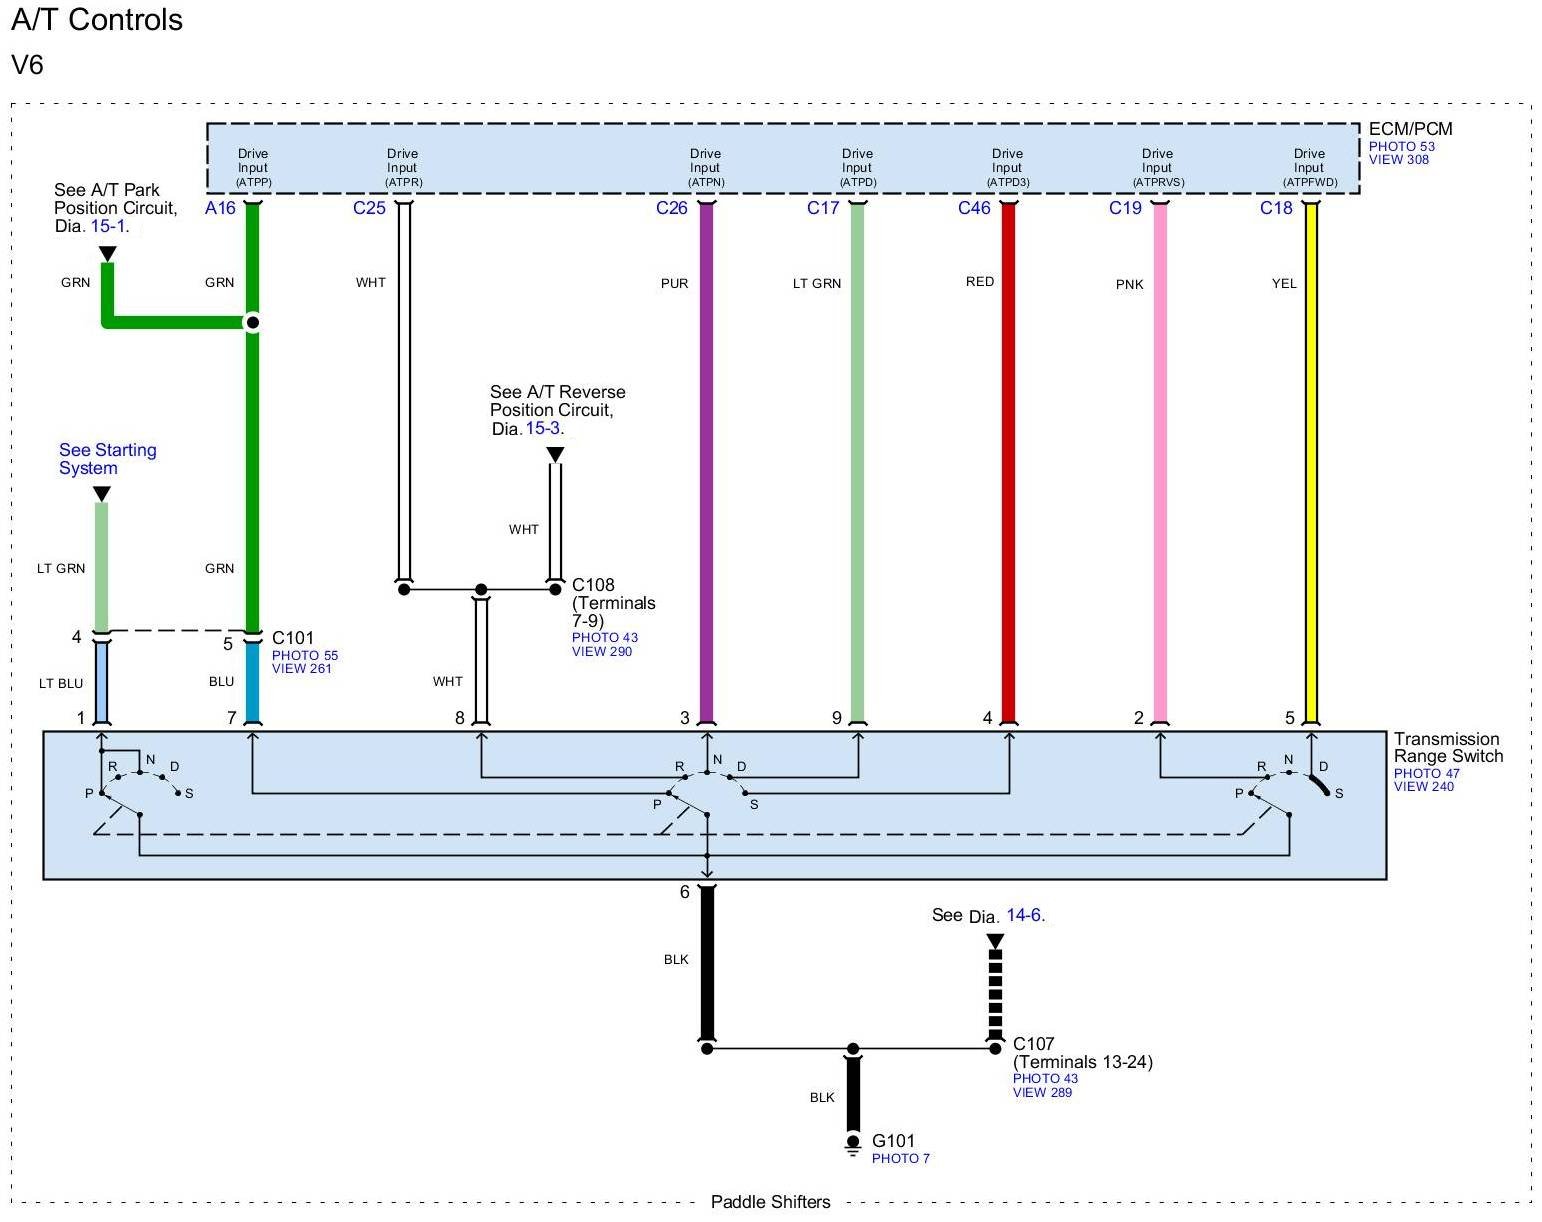 A/T Controls
V6
ECM/PCM
PHOTO 53
VIEW 308
Drive
Input
(ATPP)
Drive
Input
(ATPR)
Drive
Input
(ATPN)
Drive
Input
(ATPD)
Drive
Input
(ATPD3)
Drive
Input
(ATPRVS)
Drive
Input
(ATPFWD)
See A/T Park
Position Circuit,
Dia. 15-1.
A16
C25
C26
C17
C46
C19
C18
GRN
GRN
WHT
PUR
LT GRN
RED
PNK
YEL
See A/T Reverse
Position Circuit,
Dia. 15-3.
See Starting
System
WHT
LT GRN
GRN
C108
(Terminals
7-9)
PHOTO 43
VIEW 290
4
5
C101
PHOTO 55
VIEW 261
LT BLU
BLU
WHT
1
7
8
3
9
4
2
5
Transmission
Range Switch
PHOTO 47
VIEW 240
P
R
N
D
S
P
R
N
D
S
P
R
N
D
S
6
See Dia. 14-6.
BLK
C107
(Terminals 13-24)
PHOTO 43
VIEW 289
BLK
G101
PHOTO 7
Paddle Shifters